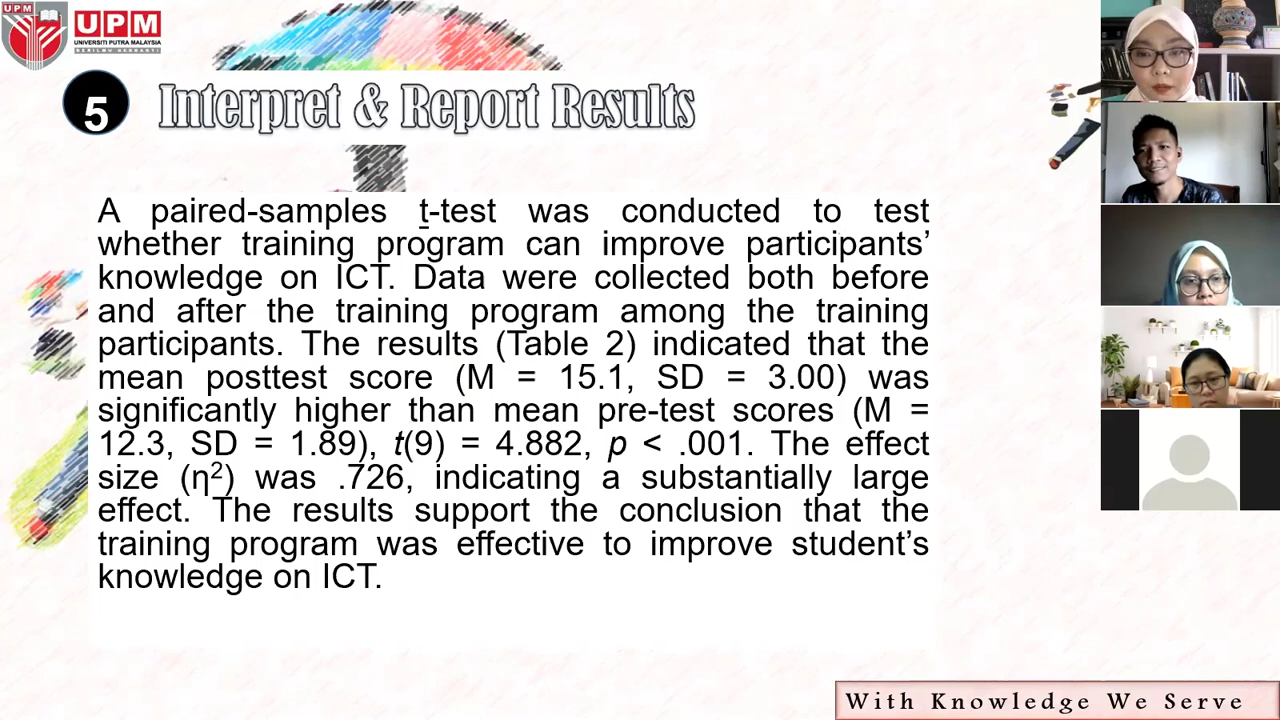 UPM
UPM
UNIVERSITI PUTRA MALAYSIA
BERILMU BERBAKTI
5 Interpret & Report Results
A paired-samples t-test was conducted to test
whether training program can improve participants’
knowledge on ICT. Data were collected both before
and after the training program among the training
participants. The results (Table 2) indicated that the
mean posttest score (M = 15.1, SD = 3.00) was
significantly higher than mean pre-test scores (M =
12.3, SD = 1.89), t(9) = 4.882, p < .001. The effect
size (η²) was .726, indicating a substantially large
effect. The results support the conclusion that the
training program was effective to improve student’s
knowledge on ICT.
With Knowledge We Serve